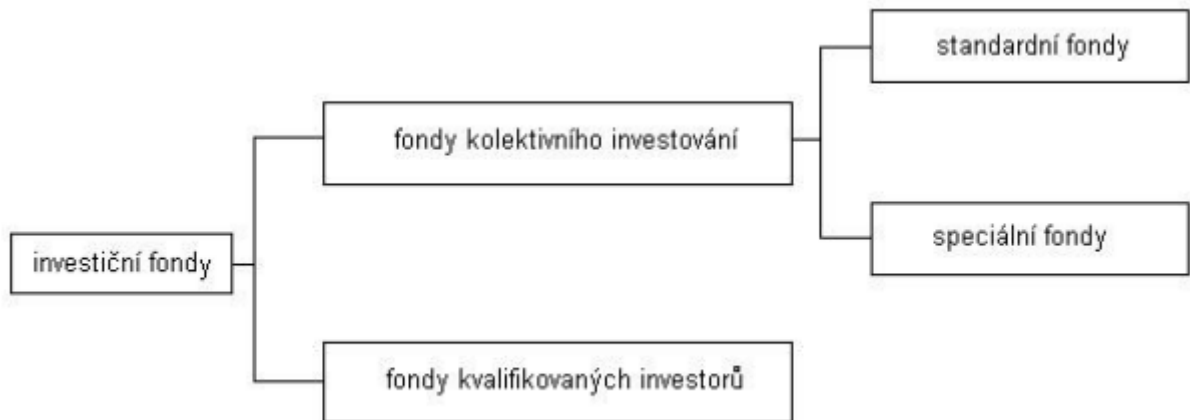 investiční fondy
fondy kolektivního investování
standardní fondy
speciální fondy
fondy kvalifikovaných investorů